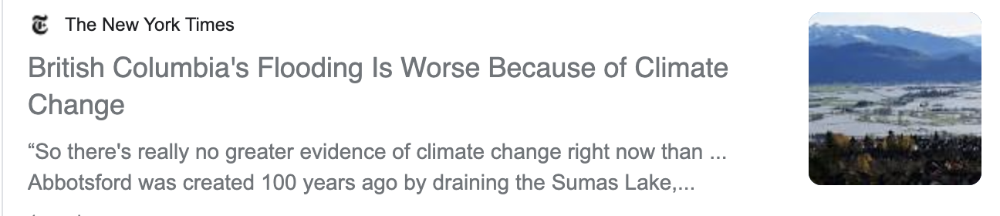 The New York Times
British Columbia's Flooding Is Worse Because of Climate
Change
“So there's really no greater evidence of climate change right now than ...
Abbotsford was created 100 years ago by draining the Sumas Lake,...